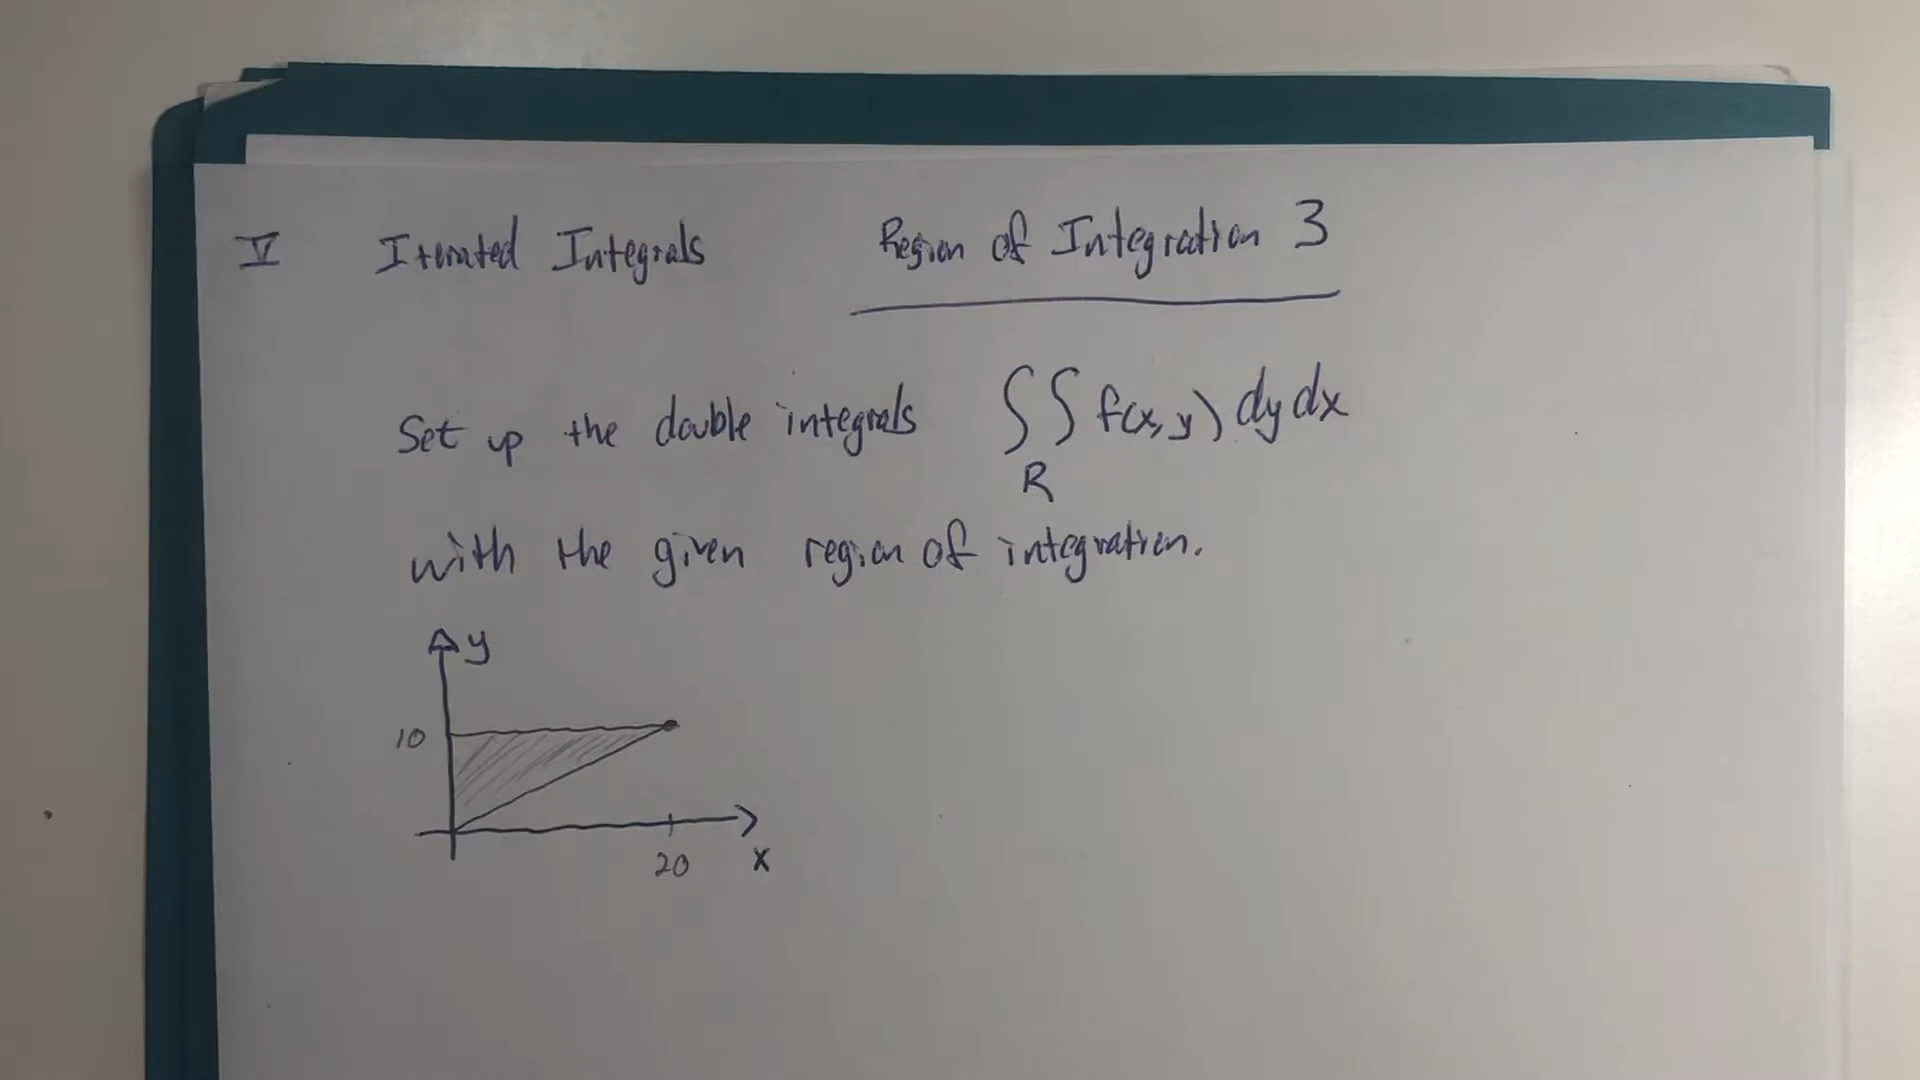 V Iterated Integrals Region of Integration 3
Set up the double integrals ∫∫ f(x,y) dy dx
R
with the given region of integration.
y
10
20 x